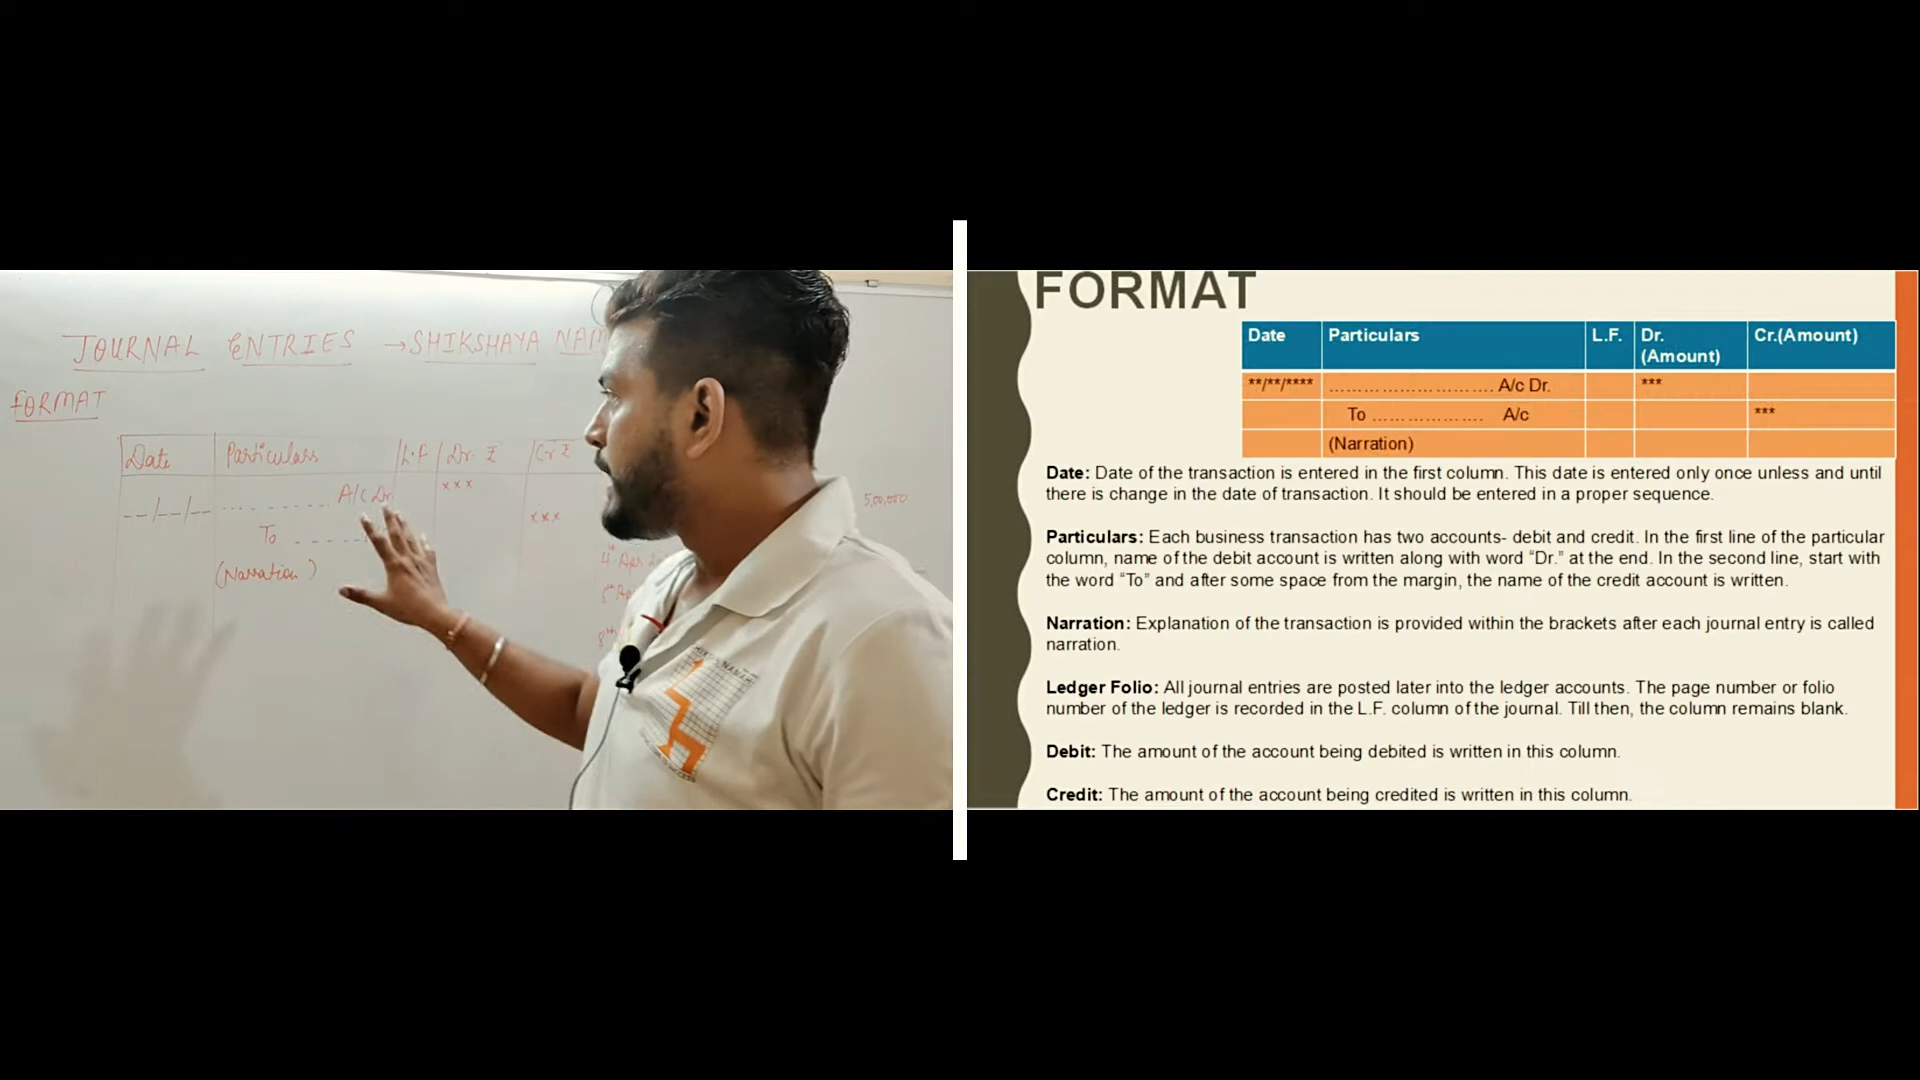 JOURNAL ENTRIES → SHIKSHAYA NAM
FORMAT
Date Particulars L.F Dr. ₹ Cr ₹
--/--/-- A/C Dr. x x x
To x x x
(Narration)
5,00,000
4th Apr
8th
8th
FORMAT
Date Particulars L.F. Dr. (Amount) Cr.(Amount)
**/**/**** ............................ A/c Dr. ***
To ................... A/c ***
(Narration)
Date: Date of the transaction is entered in the first column. This date is entered only once unless and until
there is change in the date of transaction. It should be entered in a proper sequence.
Particulars: Each business transaction has two accounts- debit and credit. In the first line of the particular
column, name of the debit account is written along with word “Dr.” at the end. In the second line, start with
the word “To” and after some space from the margin, the name of the credit account is written.
Narration: Explanation of the transaction is provided within the brackets after each journal entry is called
narration.
Ledger Folio: All journal entries are posted later into the ledger accounts. The page number or folio
number of the ledger is recorded in the L.F. column of the journal. Till then, the column remains blank.
Debit: The amount of the account being debited is written in this column.
Credit: The amount of the account being credited is written in this column.